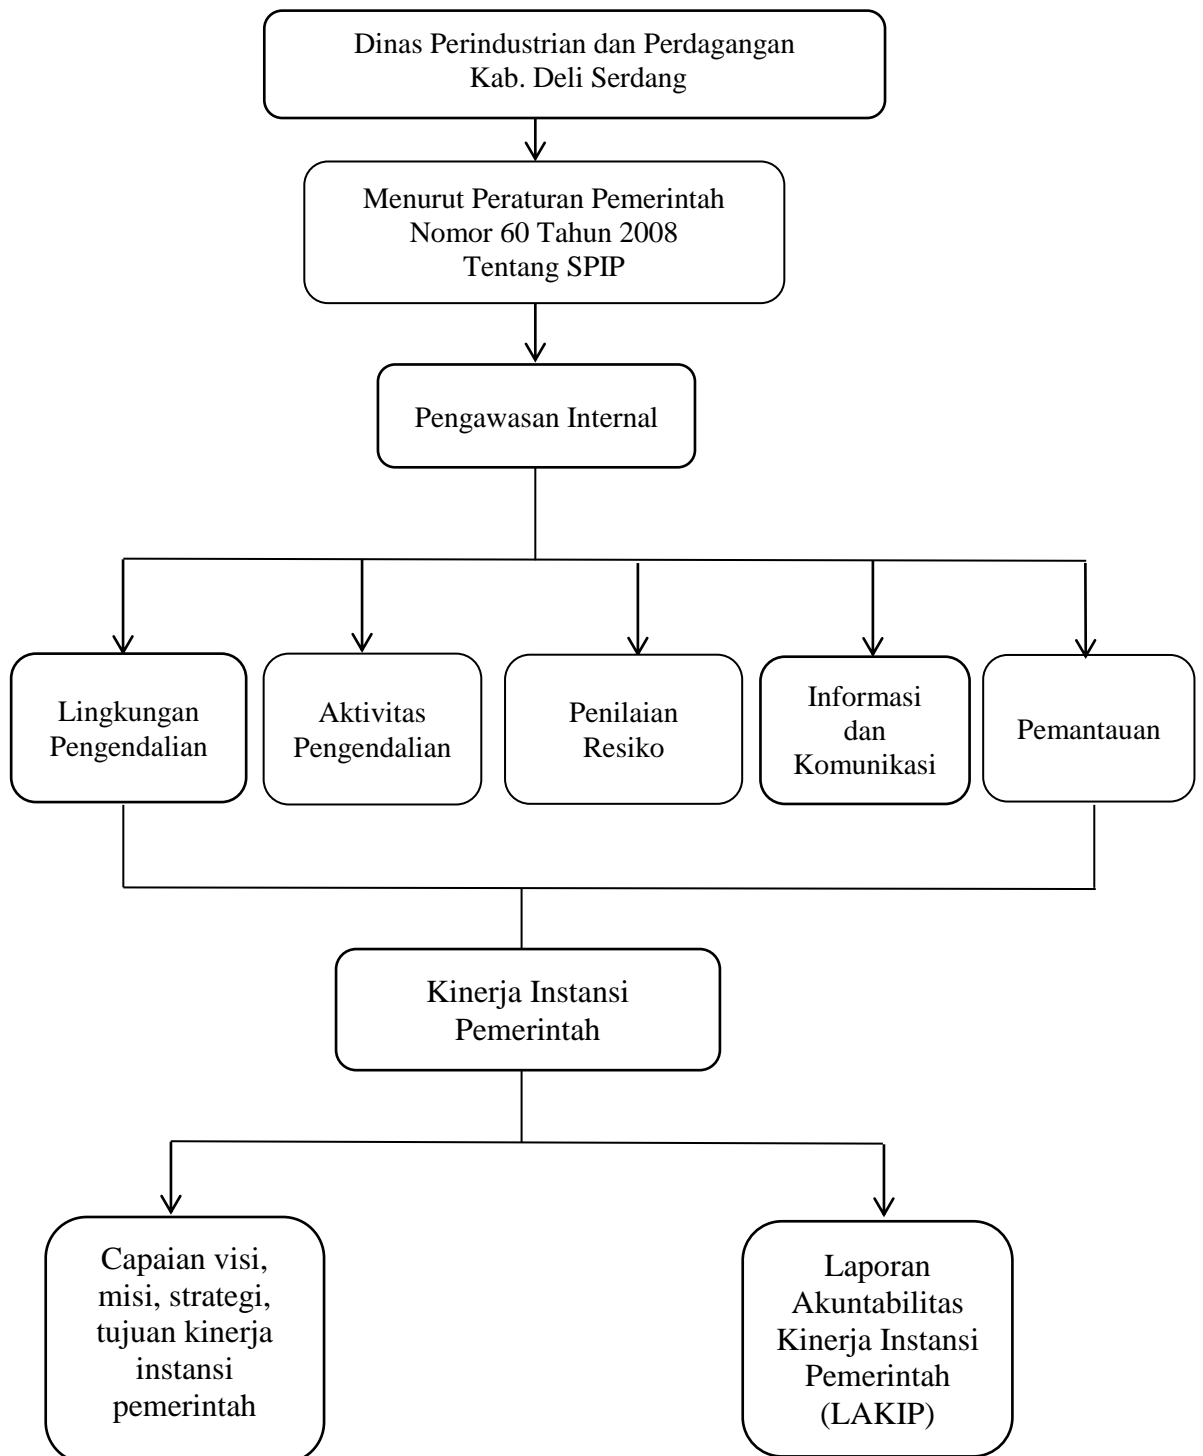 Dinas Perindustrian dan Perdagangan
Kab. Deli Serdang
Menurut Peraturan Pemerintah
Nomor 60 Tahun 2008
Tentang SPIP
Pengawasan Internal
Lingkungan
Pengendalian
Aktivitas
Pengendalian
Penilaian
Resiko
Informasi
dan
Komunikasi
Pemantauan
Kinerja Instansi
Pemerintah
Capaian visi,
misi, strategi,
tujuan kinerja
instansi
pemerintah
Laporan
Akuntabilitas
Kinerja Instansi
Pemerintah
(LAKIP)